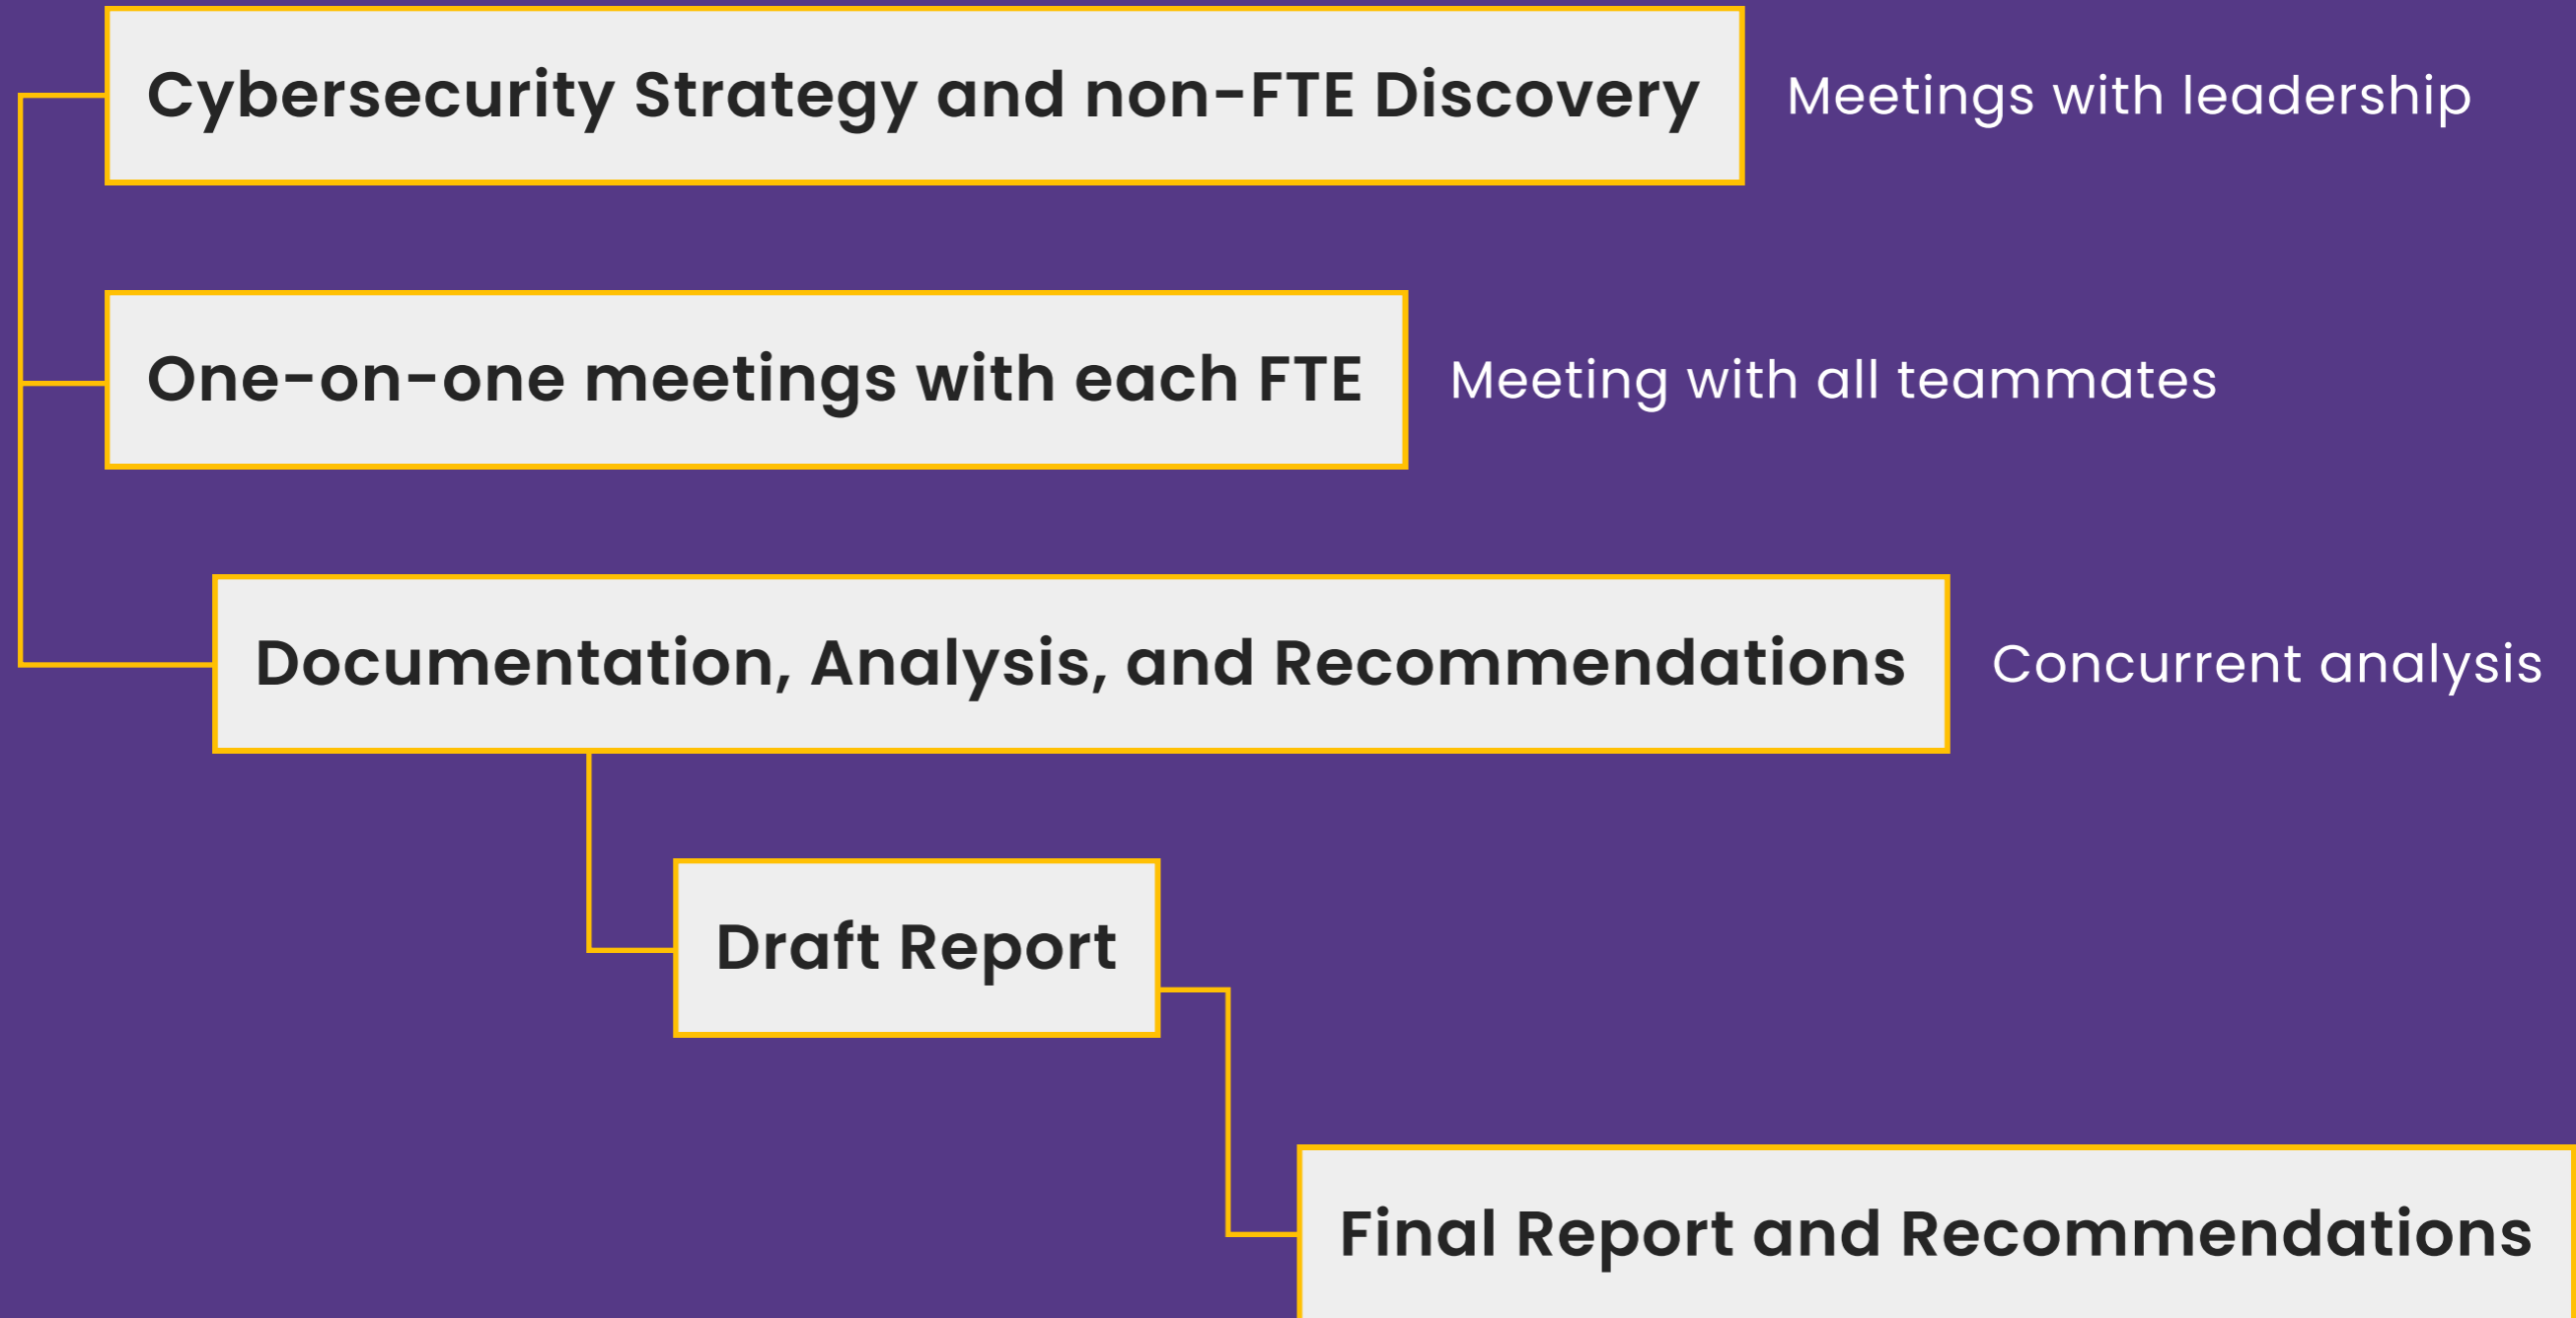 Cybersecurity Strategy and non-FTE Discovery
Meetings with leadership
One-on-one meetings with each FTE
Meeting with all teammates
Documentation, Analysis, and Recommendations
Concurrent analysis
Draft Report
Final Report and Recommendations